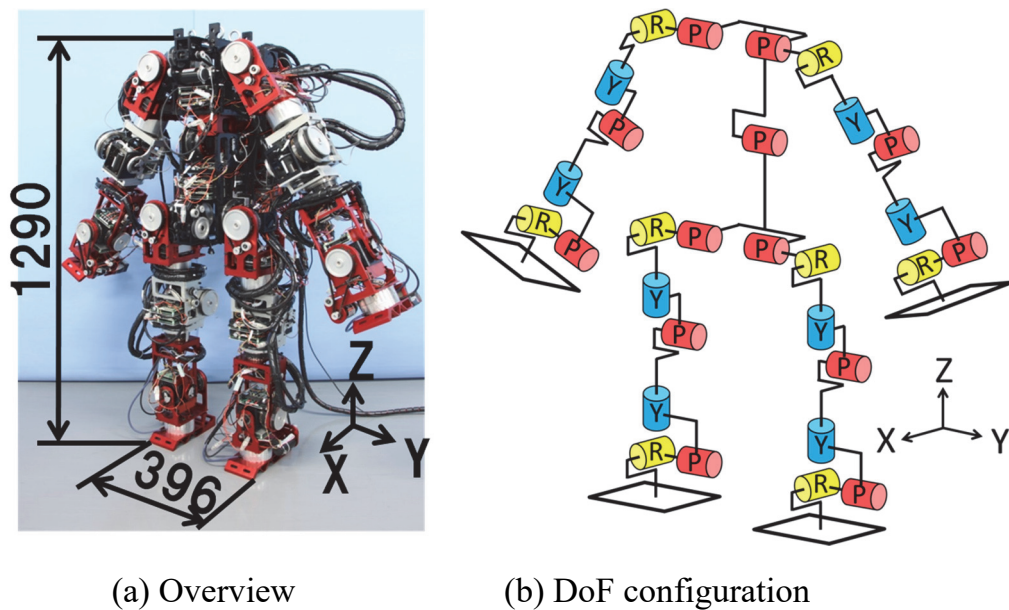 1290
396
Z
X Y
R P P R
Y Y
P P P
Y Y
R P R P
R P P R
Y Y
P P
Y Y
R P R P
Z
X Y
(a) Overview
(b) DoF configuration